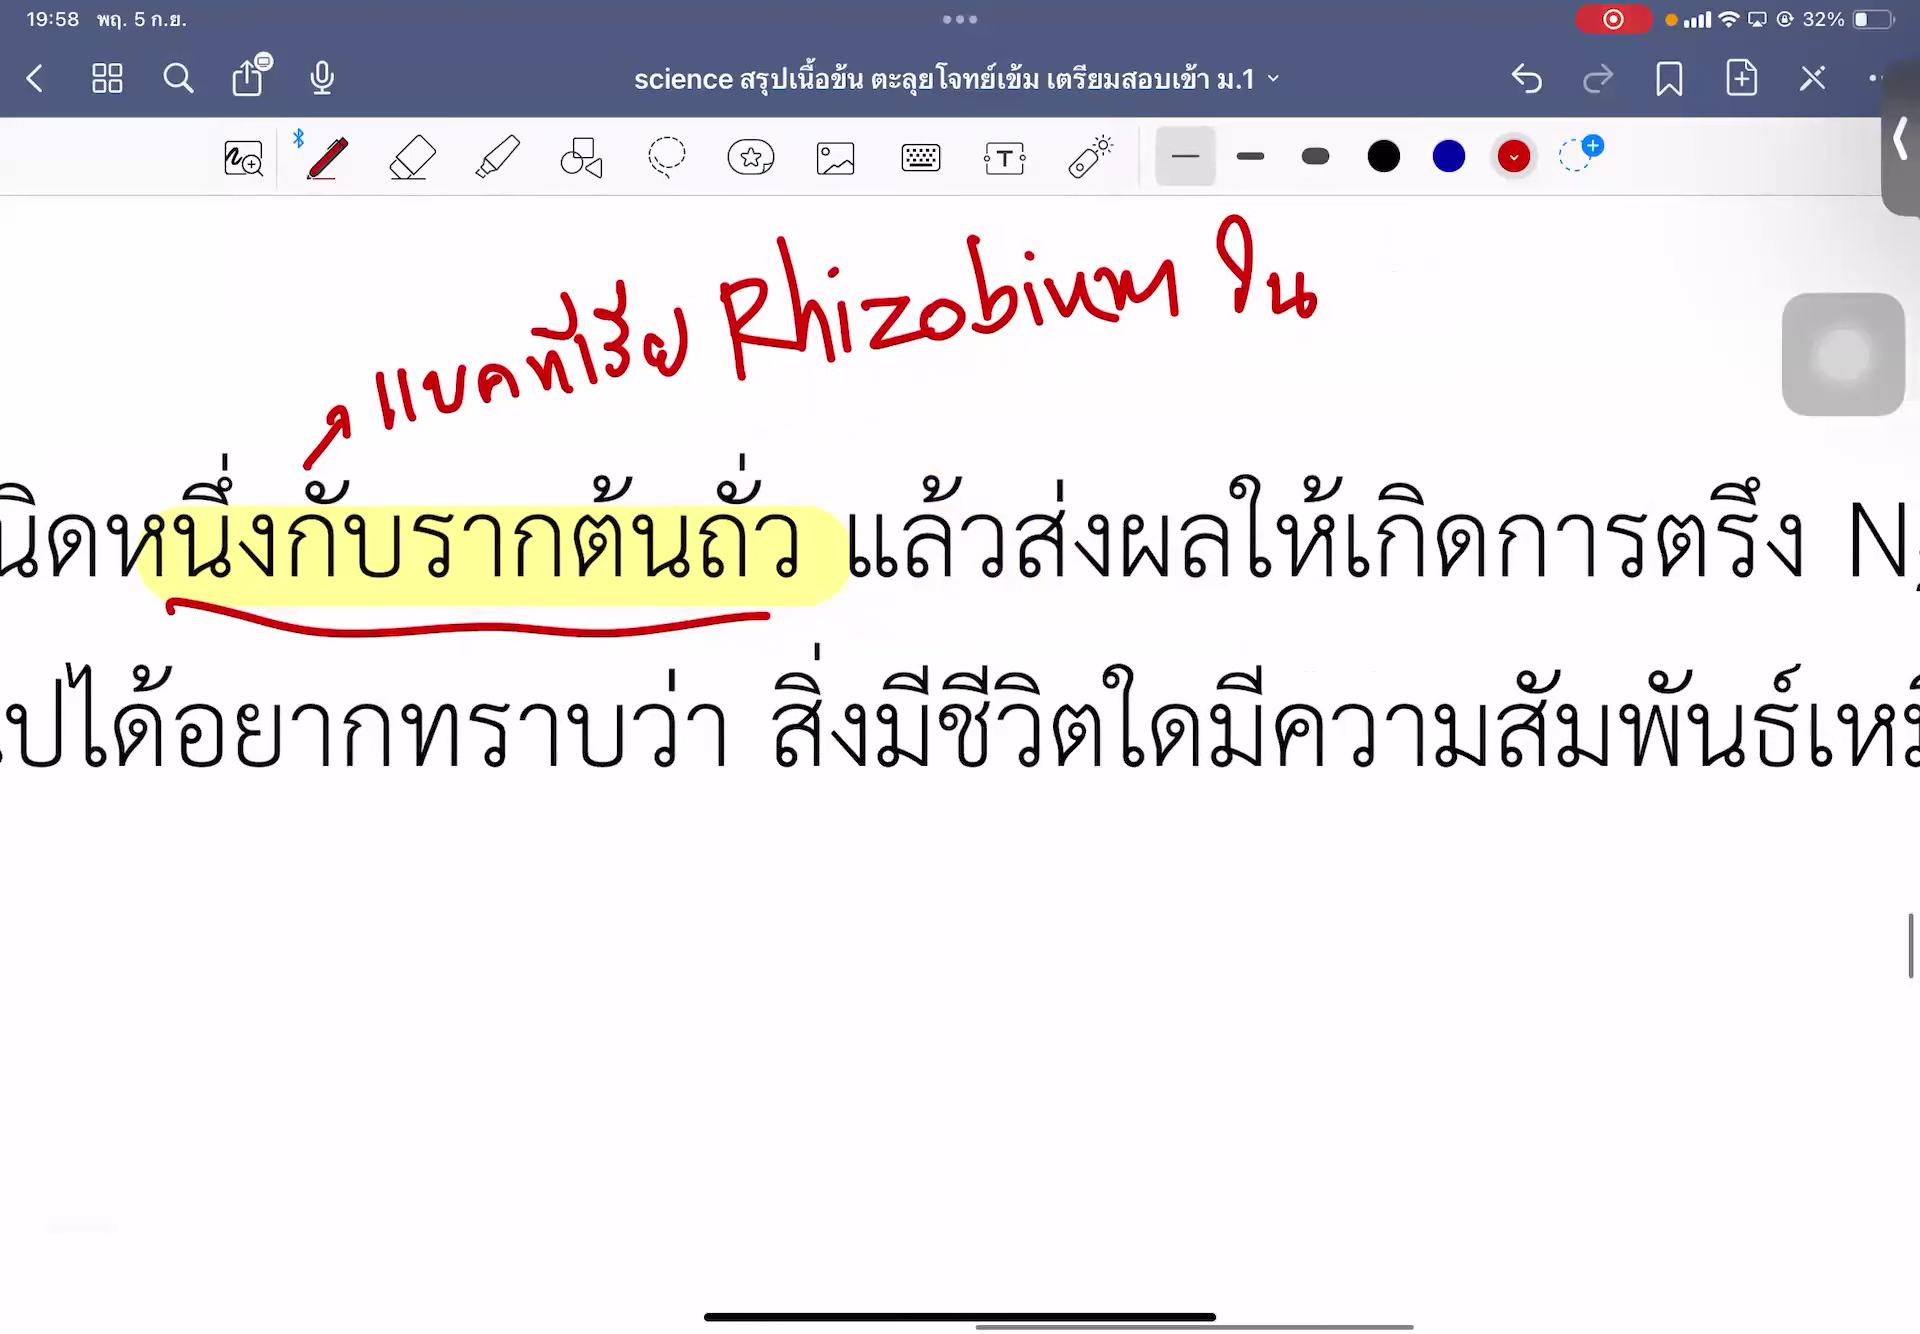 19:58 พฤ. 5 ก.ย.
32%
science สรุปเนื้อข้น ตะลุยโจทย์เข้ม เตรียมสอบเข้า ม.1
T
แบคทีเรีย Rhizobium ใน
นิดหนึ่งกับรากต้นถั่ว แล้วส่งผลให้เกิดการตรึง N
ไปได้อยากทราบว่า สิ่งมีชีวิตใดมีความสัมพันธ์เหมื